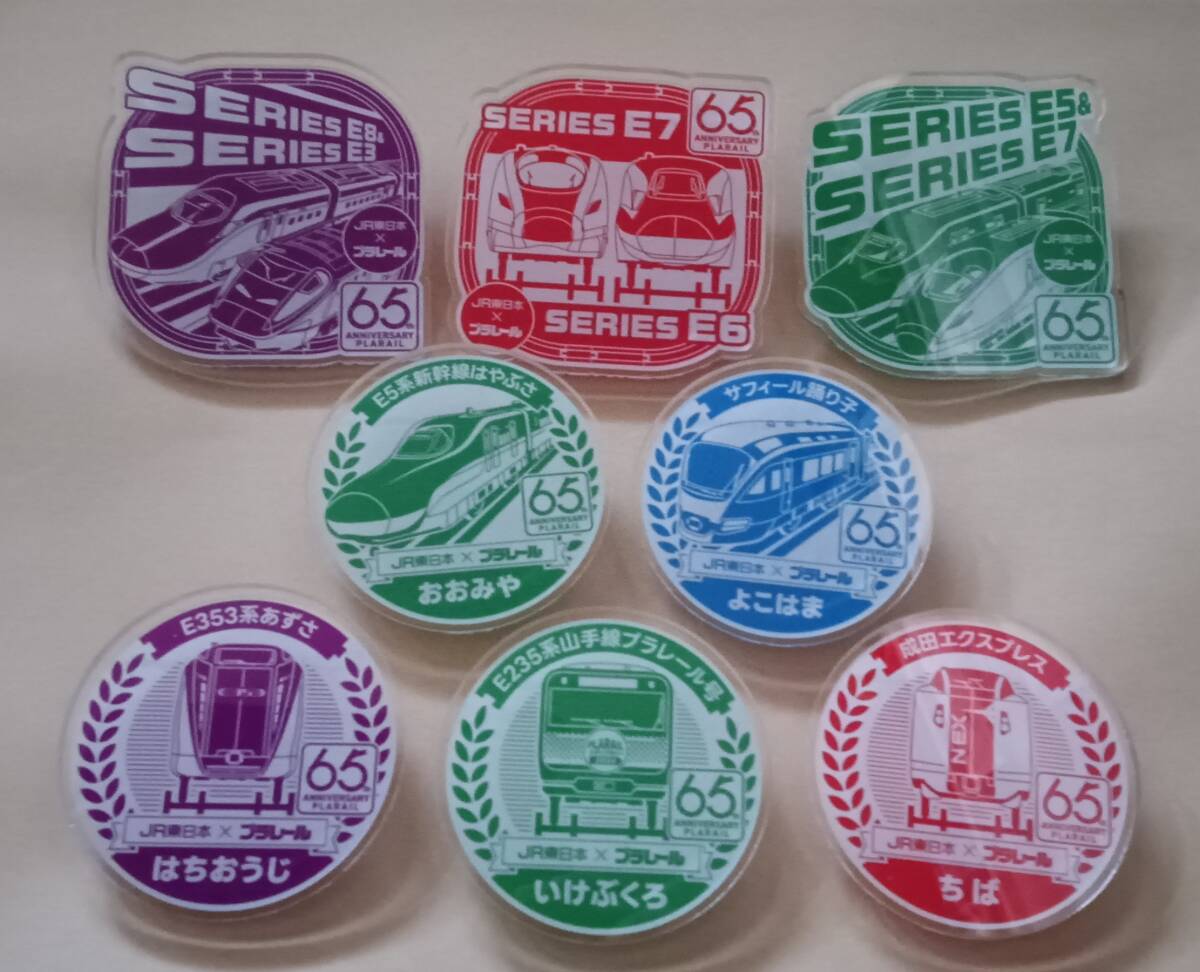 SERIES E8&
SERIES E3
JR東日本
×
プラレール
65th
ANNIVERSARY
PLARAIL
SERIES E7
65th
ANNIVERSARY
PLARAIL
JR東日本
×
プラレール
SERIES E6
SERIES E5&
SERIES E7
JR東日本
×
プラレール
65th
ANNIVERSARY
PLARAIL
E5系新幹線はやぶさ
65th
ANNIVERSARY
PLARAIL
JR東日本 × プラレール
おおみや
サフィール踊り子
65th
ANNIVERSARY
PLARAIL
JR東日本 × プラレール
よこはま
E353系あずさ
65th
ANNIVERSARY
PLARAIL
JR東日本 × プラレール
はちおうじ
E235系山手線プラレール号
PLARAIL
65th
ANNIVERSARY
PLARAIL
JR東日本 × プラレール
いけぶくろ
成田エクスプレス
NEX
65th
ANNIVERSARY
PLARAIL
JR東日本 × プラレール
ちば